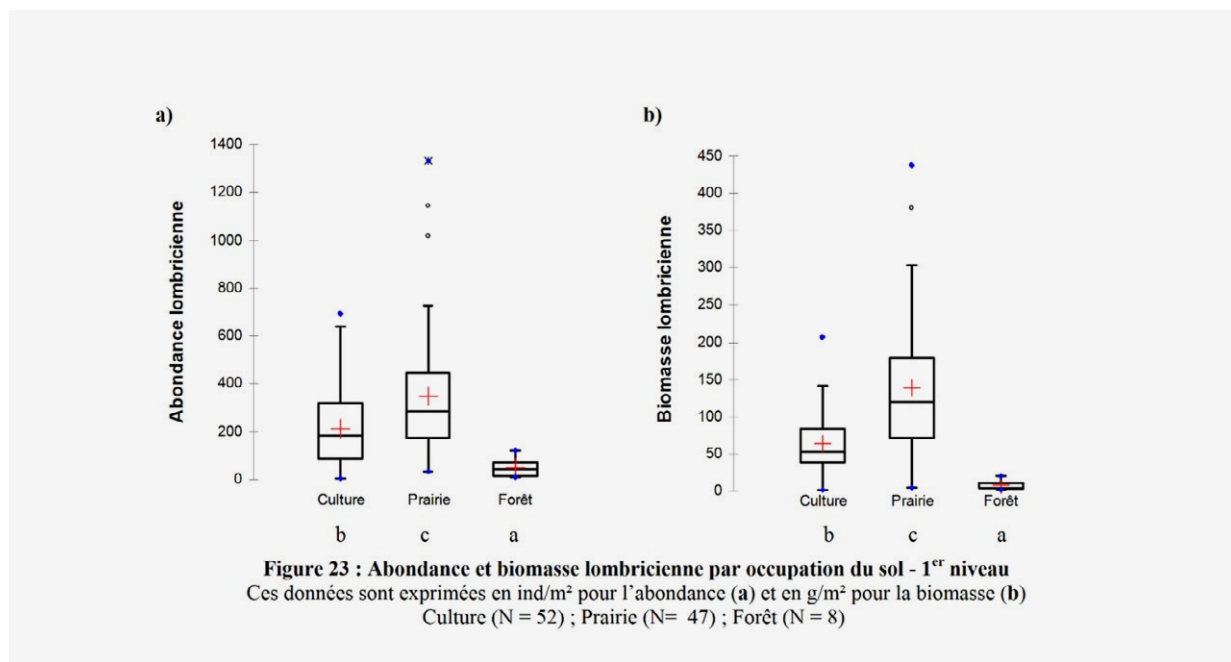 a)
Abondance lombricienne
1400
1200
1000
800
600
400
200
0
Culture
Prairie
Forêt
b
c
a
b)
Biomasse lombricienne
450
400
350
300
250
200
150
100
50
0
Culture
Prairie
Forêt
b
c
a
Figure 23 : Abondance et biomasse lombricienne par occupation du sol - 1er niveau
Ces données sont exprimées en ind/m² pour l'abondance (a) et en g/m² pour la biomasse (b)
Culture (N = 52) ; Prairie (N= 47) ; Forêt (N = 8)